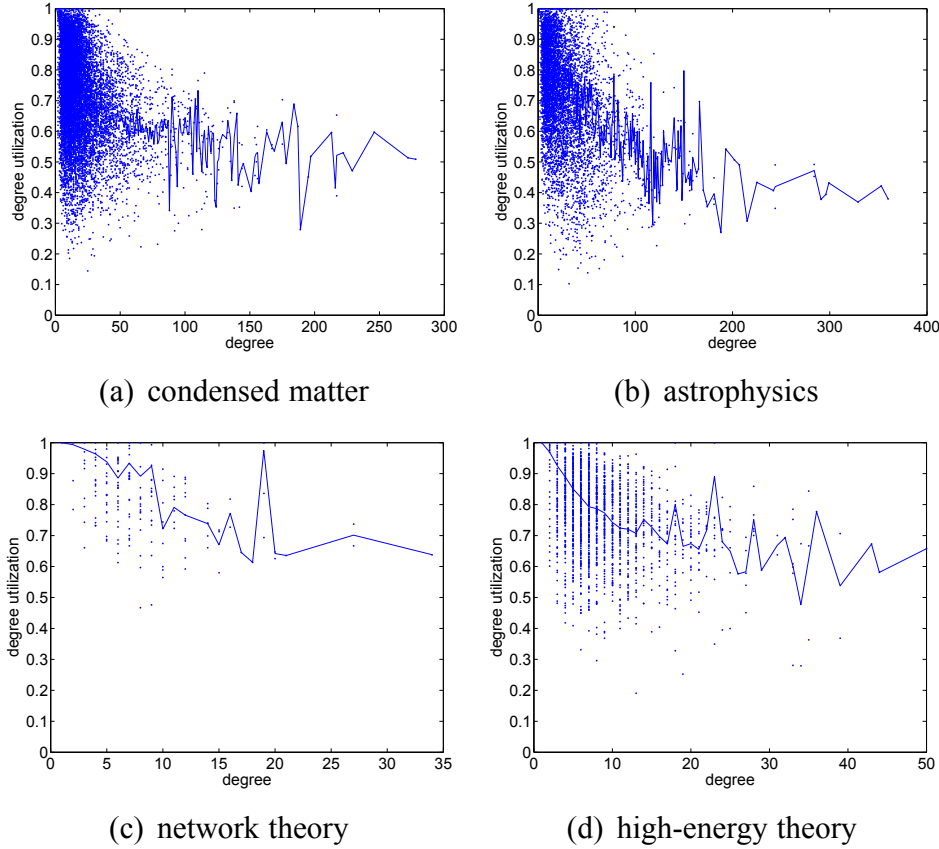 1
0.9
0.8
0.7
0.6
0.5
0.4
0.3
0.2
0.1
0
degree utilization
0 50 100 150 200 250 300
degree
(a) condensed matter
1
0.9
0.8
0.7
0.6
0.5
0.4
0.3
0.2
0.1
0
degree utilization
0 100 200 300 400
degree
(b) astrophysics
1
0.9
0.8
0.7
0.6
0.5
0.4
0.3
0.2
0.1
0
degree utilization
0 5 10 15 20 25 30 35
degree
(c) network theory
1
0.9
0.8
0.7
0.6
0.5
0.4
0.3
0.2
0.1
0
degree utilization
0 10 20 30 40 50
degree
(d) high-energy theory